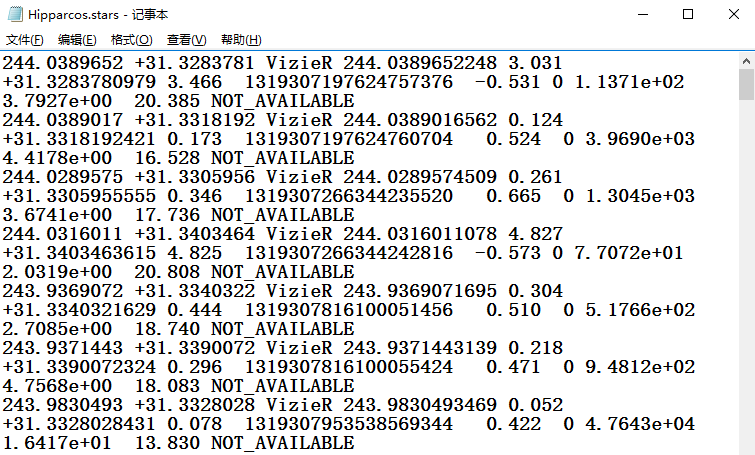 Hipparcos.stars - 记事本
文件(F) 编辑(E) 格式(O) 查看(V) 帮助(H)
244.0389652 +31.3283781 VizieR 244.0389652248 3.031
+31.3283780979 3.466  1319307197624757376  -0.531 0 1.1371e+02
3.7927e+00  20.385 NOT_AVAILABLE
244.0389017 +31.3318192 VizieR 244.0389016562 0.124
+31.3318192421 0.173  1319307197624760704   0.524  0 3.9690e+03
4.4178e+00  16.528 NOT_AVAILABLE
244.0289575 +31.3305956 VizieR 244.0289574509 0.261
+31.3305955555 0.346  1319307266344235520   0.665  0 1.3045e+03
3.6741e+00  17.736 NOT_AVAILABLE
244.0316011 +31.3403464 VizieR 244.0316011078 4.827
+31.3403463615 4.825  1319307266344242816  -0.573 0 7.7072e+01
2.0319e+00  20.808 NOT_AVAILABLE
243.9369072 +31.3340322 VizieR 243.9369071695 0.304
+31.3340321629 0.444  1319307816100051456   0.510  0 5.1766e+02
2.7085e+00  18.740 NOT_AVAILABLE
243.9371443 +31.3390072 VizieR 243.9371443139 0.218
+31.3390072324 0.296  1319307816100055424   0.471  0 9.4812e+02
4.7568e+00  18.083 NOT_AVAILABLE
243.9830493 +31.3328028 VizieR 243.9830493469 0.052
+31.3328028431 0.078  1319307953538569344   0.422  0 4.7643e+04
1.6417e+01  13.830 NOT_AVAILABLE